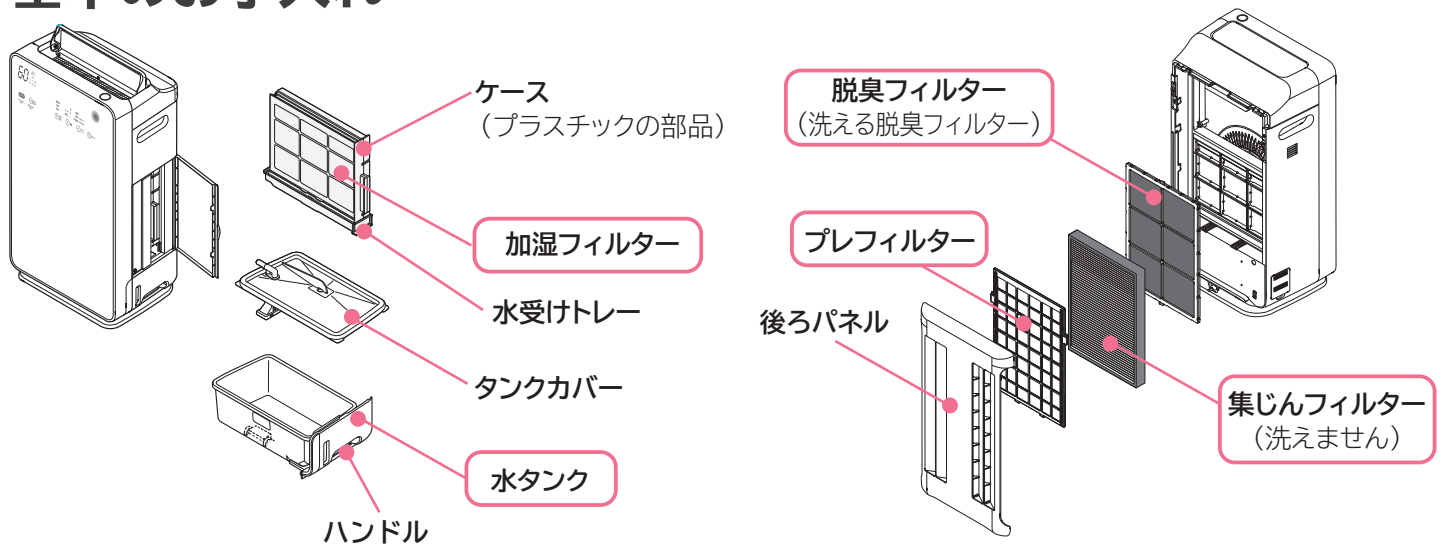 ケース
（プラスチックの部品）
加湿フィルター
水受けトレー
タンクカバー
水タンク
ハンドル
脱臭フィルター
（洗える脱臭フィルター）
プレフィルター
後ろパネル
集じんフィルター
（洗えません）